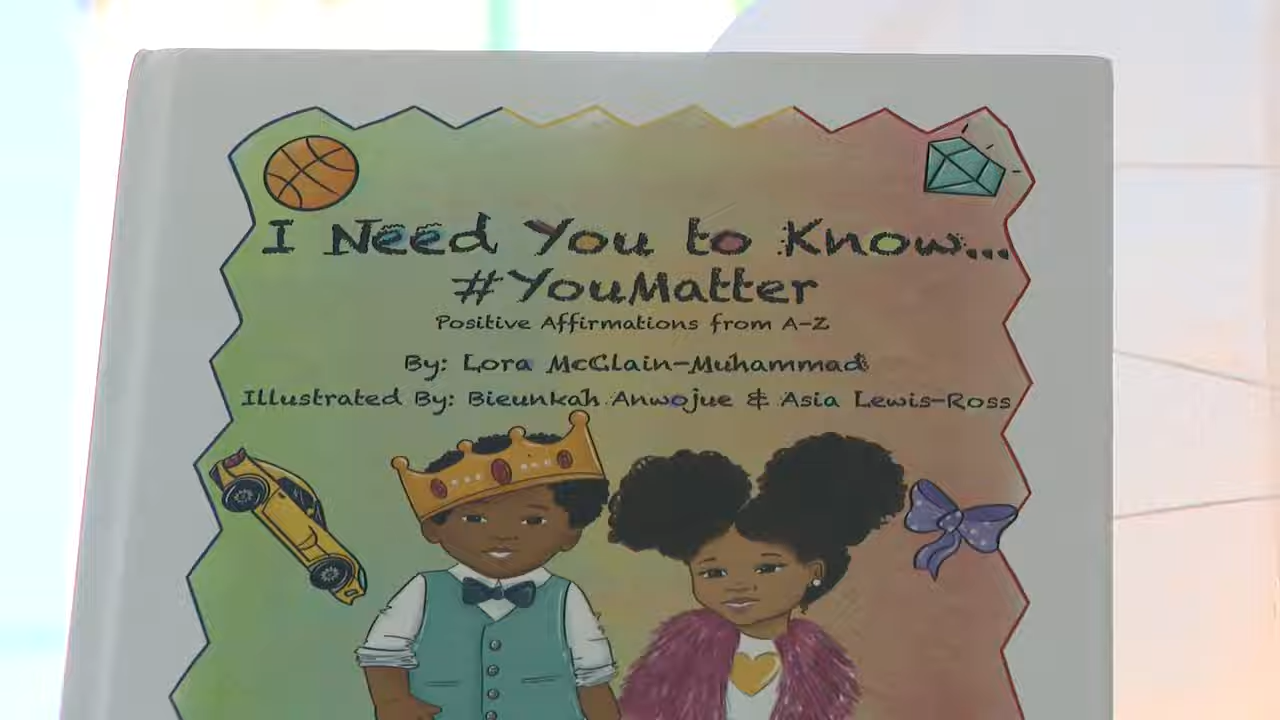 I Need You to Know...
#YouMatter
Positive Affirmations from A-Z
By: Lora McClain-Muhammad
Illustrated By: Bieunkah Anwojue & Asia Lewis-Ross